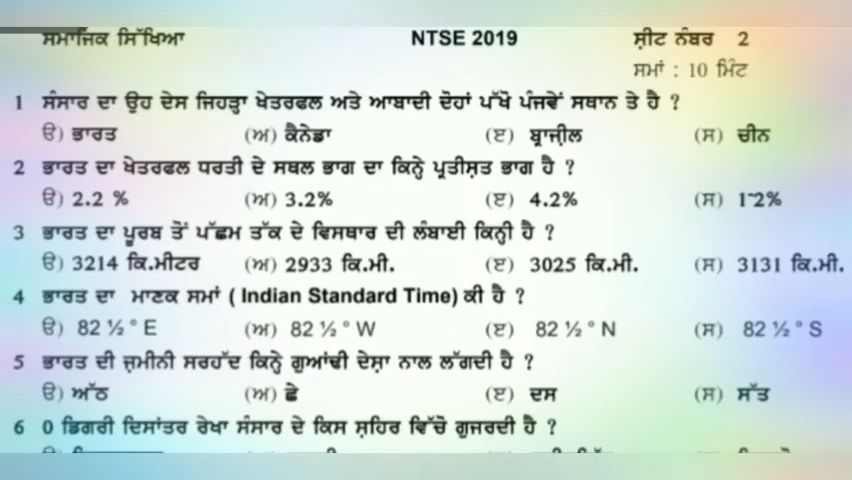 ਸਮਾਜਿਕ ਸਿੱਖਿਆ NTSE 2019 ਸ਼ੀਟ ਨੰਬਰ 2
ਸਮਾਂ : 10 ਮਿੰਟ
1 ਸੰਸਾਰ ਦਾ ਉਹ ਦੇਸ ਜਿਹੜ੍ਹਾ ਖੇਤਰਫਲ ਅਤੇ ਆਬਾਦੀ ਦੋਹਾਂ ਪੱਖੋ ਪੰਜਵੇਂ ਸਥਾਨ ਤੇ ਹੈ ?
ੳ) ਭਾਰਤ (ਅ) ਕੈਨੇਡਾ (ੲ) ਬ੍ਰਾਜ਼ੀਲ (ਸ) ਚੀਨ
2 ਭਾਰਤ ਦਾ ਖੇਤਰਫਲ ਧਰਤੀ ਦੇ ਸਥਲ ਭਾਗ ਦਾ ਕਿਨ੍ਹੇ ਪ੍ਰਤੀਸ਼ਤ ਭਾਗ ਹੈ ?
ੳ) 2.2 % (ਅ) 3.2% (ੲ) 4.2% (ਸ) 1-2%
3 ਭਾਰਤ ਦਾ ਪੂਰਬ ਤੋਂ ਪੱਛਮ ਤੱਕ ਦੇ ਵਿਸਥਾਰ ਦੀ ਲੰਬਾਈ ਕਿਨ੍ਹੀ ਹੈ ?
ੳ) 3214 ਕਿ.ਮੀਟਰ (ਅ) 2933 ਕਿ.ਮੀ. (ੲ) 3025 ਕਿ.ਮੀ. (ਸ) 3131 ਕਿ.ਮੀ.
4 ਭਾਰਤ ਦਾ ਮਾਣਕ ਸਮਾਂ ( Indian Standard Time) ਕੀ ਹੈ ?
ੳ) 82 ½ ° E (ਅ) 82 ½ ° W (ੲ) 82 ½ ° N (ਸ) 82 ½ ° S
5 ਭਾਰਤ ਦੀ ਜ਼ਮੀਨੀ ਸਰਹੱਦ ਕਿਨ੍ਹੇ ਗੁਆਂਢੀ ਦੇਸ਼ਾ ਨਾਲ ਲੱਗਦੀ ਹੈ ?
ੳ) ਅੱਠ (ਅ) ਛੇ (ੲ) ਦਸ (ਸ) ਸੱਤ
6 0 ਡਿਗਰੀ ਦਿਸਾਂਤਰ ਰੇਖਾ ਸੰਸਾਰ ਦੇ ਕਿਸ ਸ਼ਹਿਰ ਵਿੱਚੋ ਗੁਜਰਦੀ ਹੈ ?